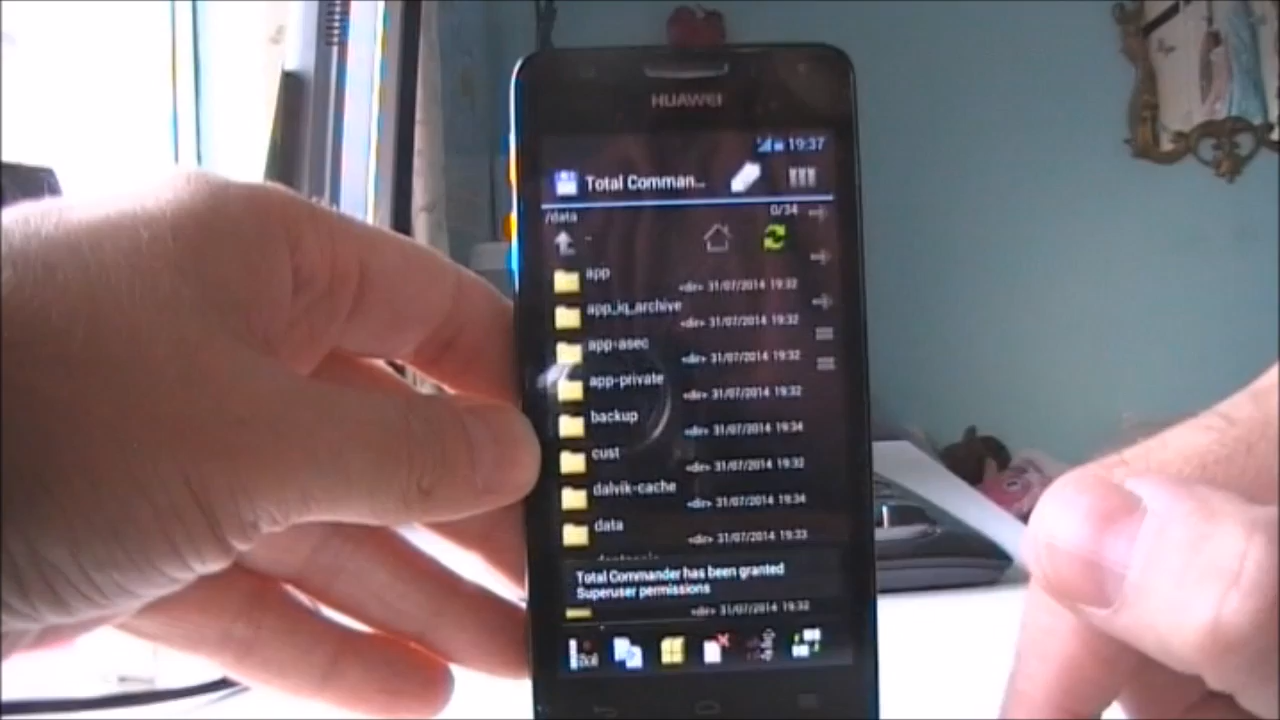 HUAWEI
19:37
Total Comman...
/data 0/34
..
app
<dir> 31/07/2014 19:32
app_iq_archive
<dir> 31/07/2014 19:32
app-asec
<dir> 31/07/2014 19:32
app-private
<dir> 31/07/2014 19:32
backup
<dir> 31/07/2014 19:34
cust
<dir> 31/07/2014 19:32
dalvik-cache
<dir> 31/07/2014 19:34
data
<dir> 31/07/2014 19:33
Total Commander has been granted
Superuser permissions
<dir> 31/07/2014 19:32